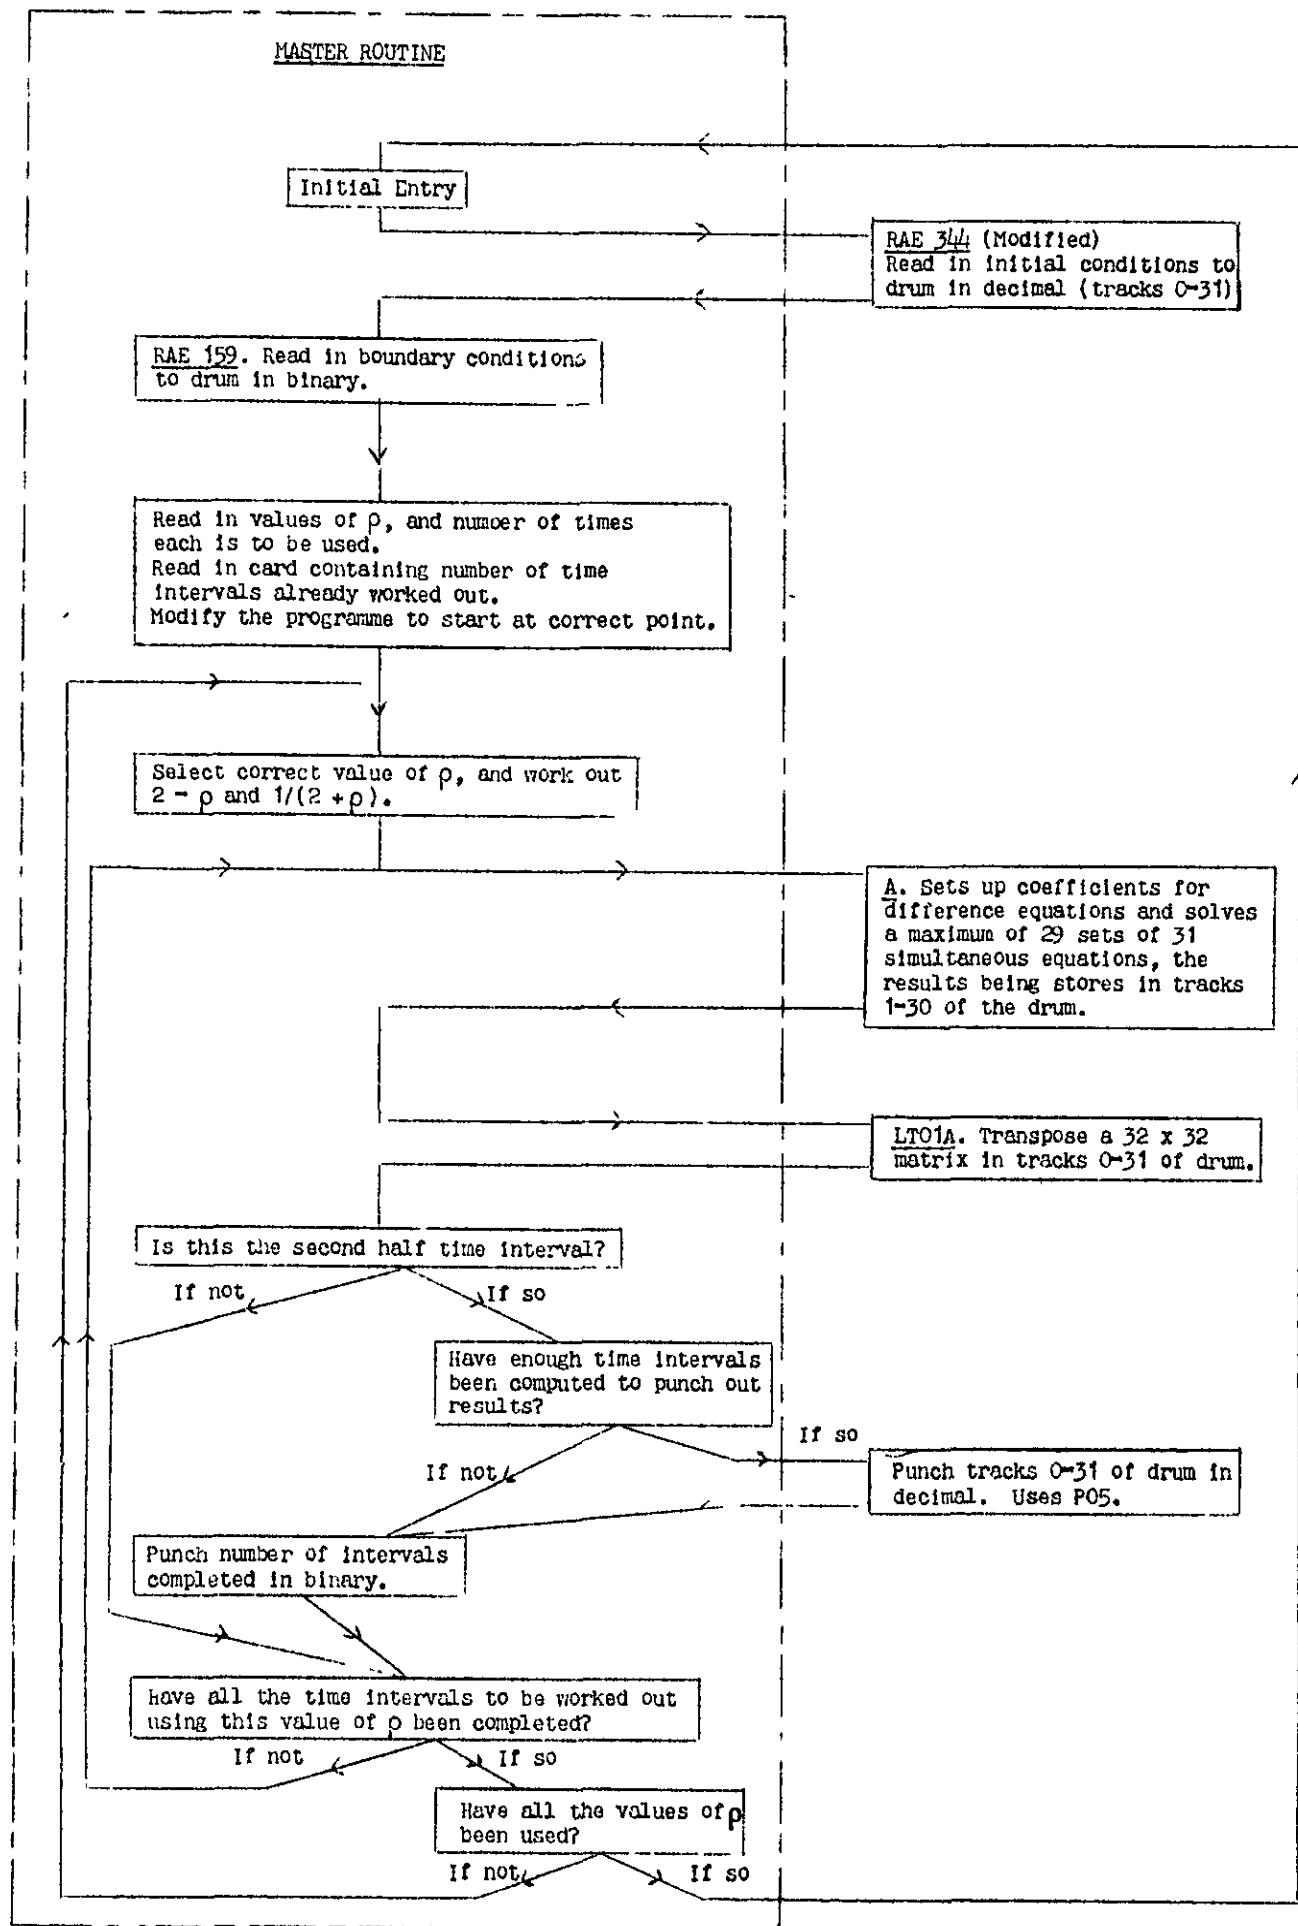 MASTER ROUTINE
Initial Entry
RAE 344 (Modified)
Read in initial conditions to
drum in decimal (tracks 0-31)
RAE 159. Read in boundary conditions
to drum in binary.
Read in values of ρ, and number of times
each is to be used.
Read in card containing number of time
intervals already worked out.
Modify the programme to start at correct point.
Select correct value of ρ, and work out
2 - ρ and 1/(2 + ρ).
A. Sets up coefficients for
difference equations and solves
a maximum of 29 sets of 31
simultaneous equations, the
results being stores in tracks
1-30 of the drum.
LT01A. Transpose a 32 x 32
matrix in tracks 0-31 of drum.
Is this the second half time interval?
If not
If so
Have enough time intervals
been computed to punch out
results?
If so
If not
Punch tracks 0-31 of drum in
decimal. Uses P05.
Punch number of intervals
completed in binary.
Have all the time intervals to be worked out
using this value of ρ been completed?
If not
If so
Have all the values of ρ
been used?
If not
If so